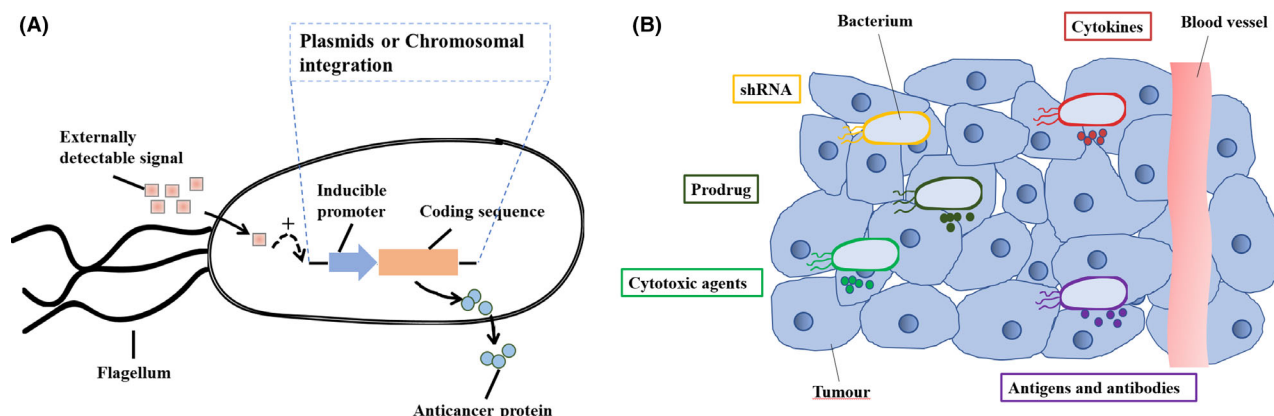 (A)
Plasmids or Chromosomal
integration
Externally
detectable signal
+
Inducible
promoter
Coding sequence
Flagellum
Anticancer protein
(B)
Bacterium
Cytokines
Blood vessel
shRNA
Prodrug
Cytotoxic agents
Tumour
Antigens and antibodies